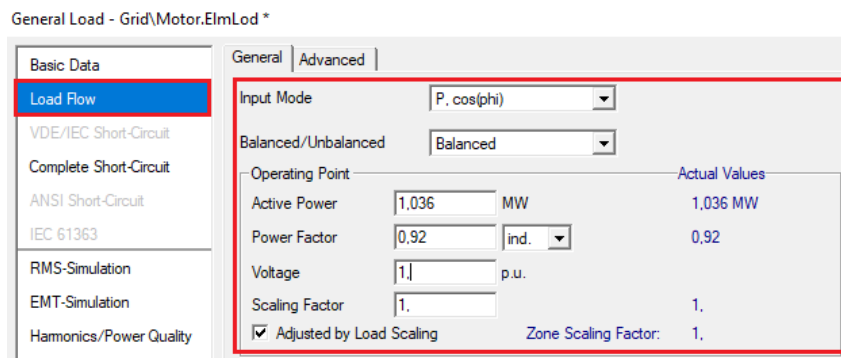 General Load - Grid\Motor.ElmLod *
Basic Data
Load Flow
VDE/IEC Short-Circuit
Complete Short-Circuit
ANSI Short-Circuit
IEC 61363
RMS-Simulation
EMT-Simulation
Harmonics/Power Quality
General Advanced
Input Mode P, cos(phi)
Balanced/Unbalanced Balanced
Operating Point Actual Values
Active Power 1,036 MW 1,036 MW
Power Factor 0,92 ind. 0,92
Voltage 1, p.u.
Scaling Factor 1, 1,
Adjusted by Load Scaling Zone Scaling Factor: 1,